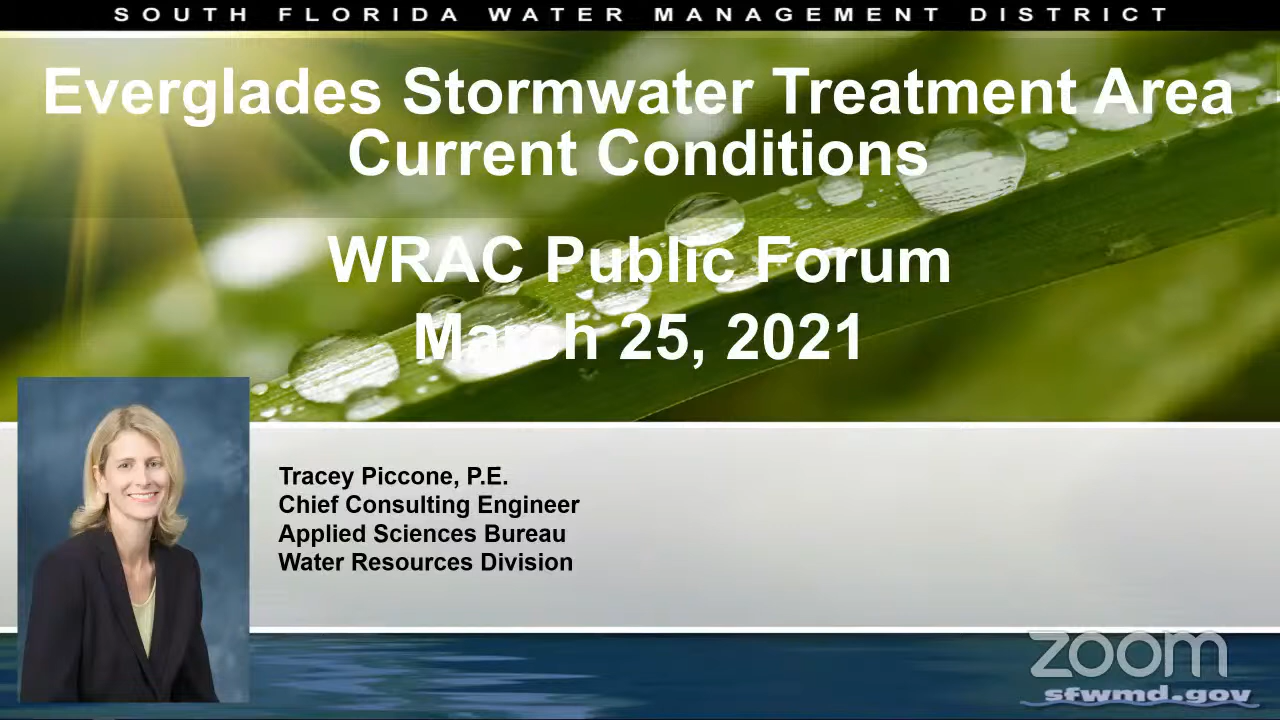 SOUTH FLORIDA WATER MANAGEMENT DISTRICT
Everglades Stormwater Treatment Area
Current Conditions
WRAC Public Forum
March 25, 2021
Tracey Piccone, P.E.
Chief Consulting Engineer
Applied Sciences Bureau
Water Resources Division
zoom
sfwmd.gov